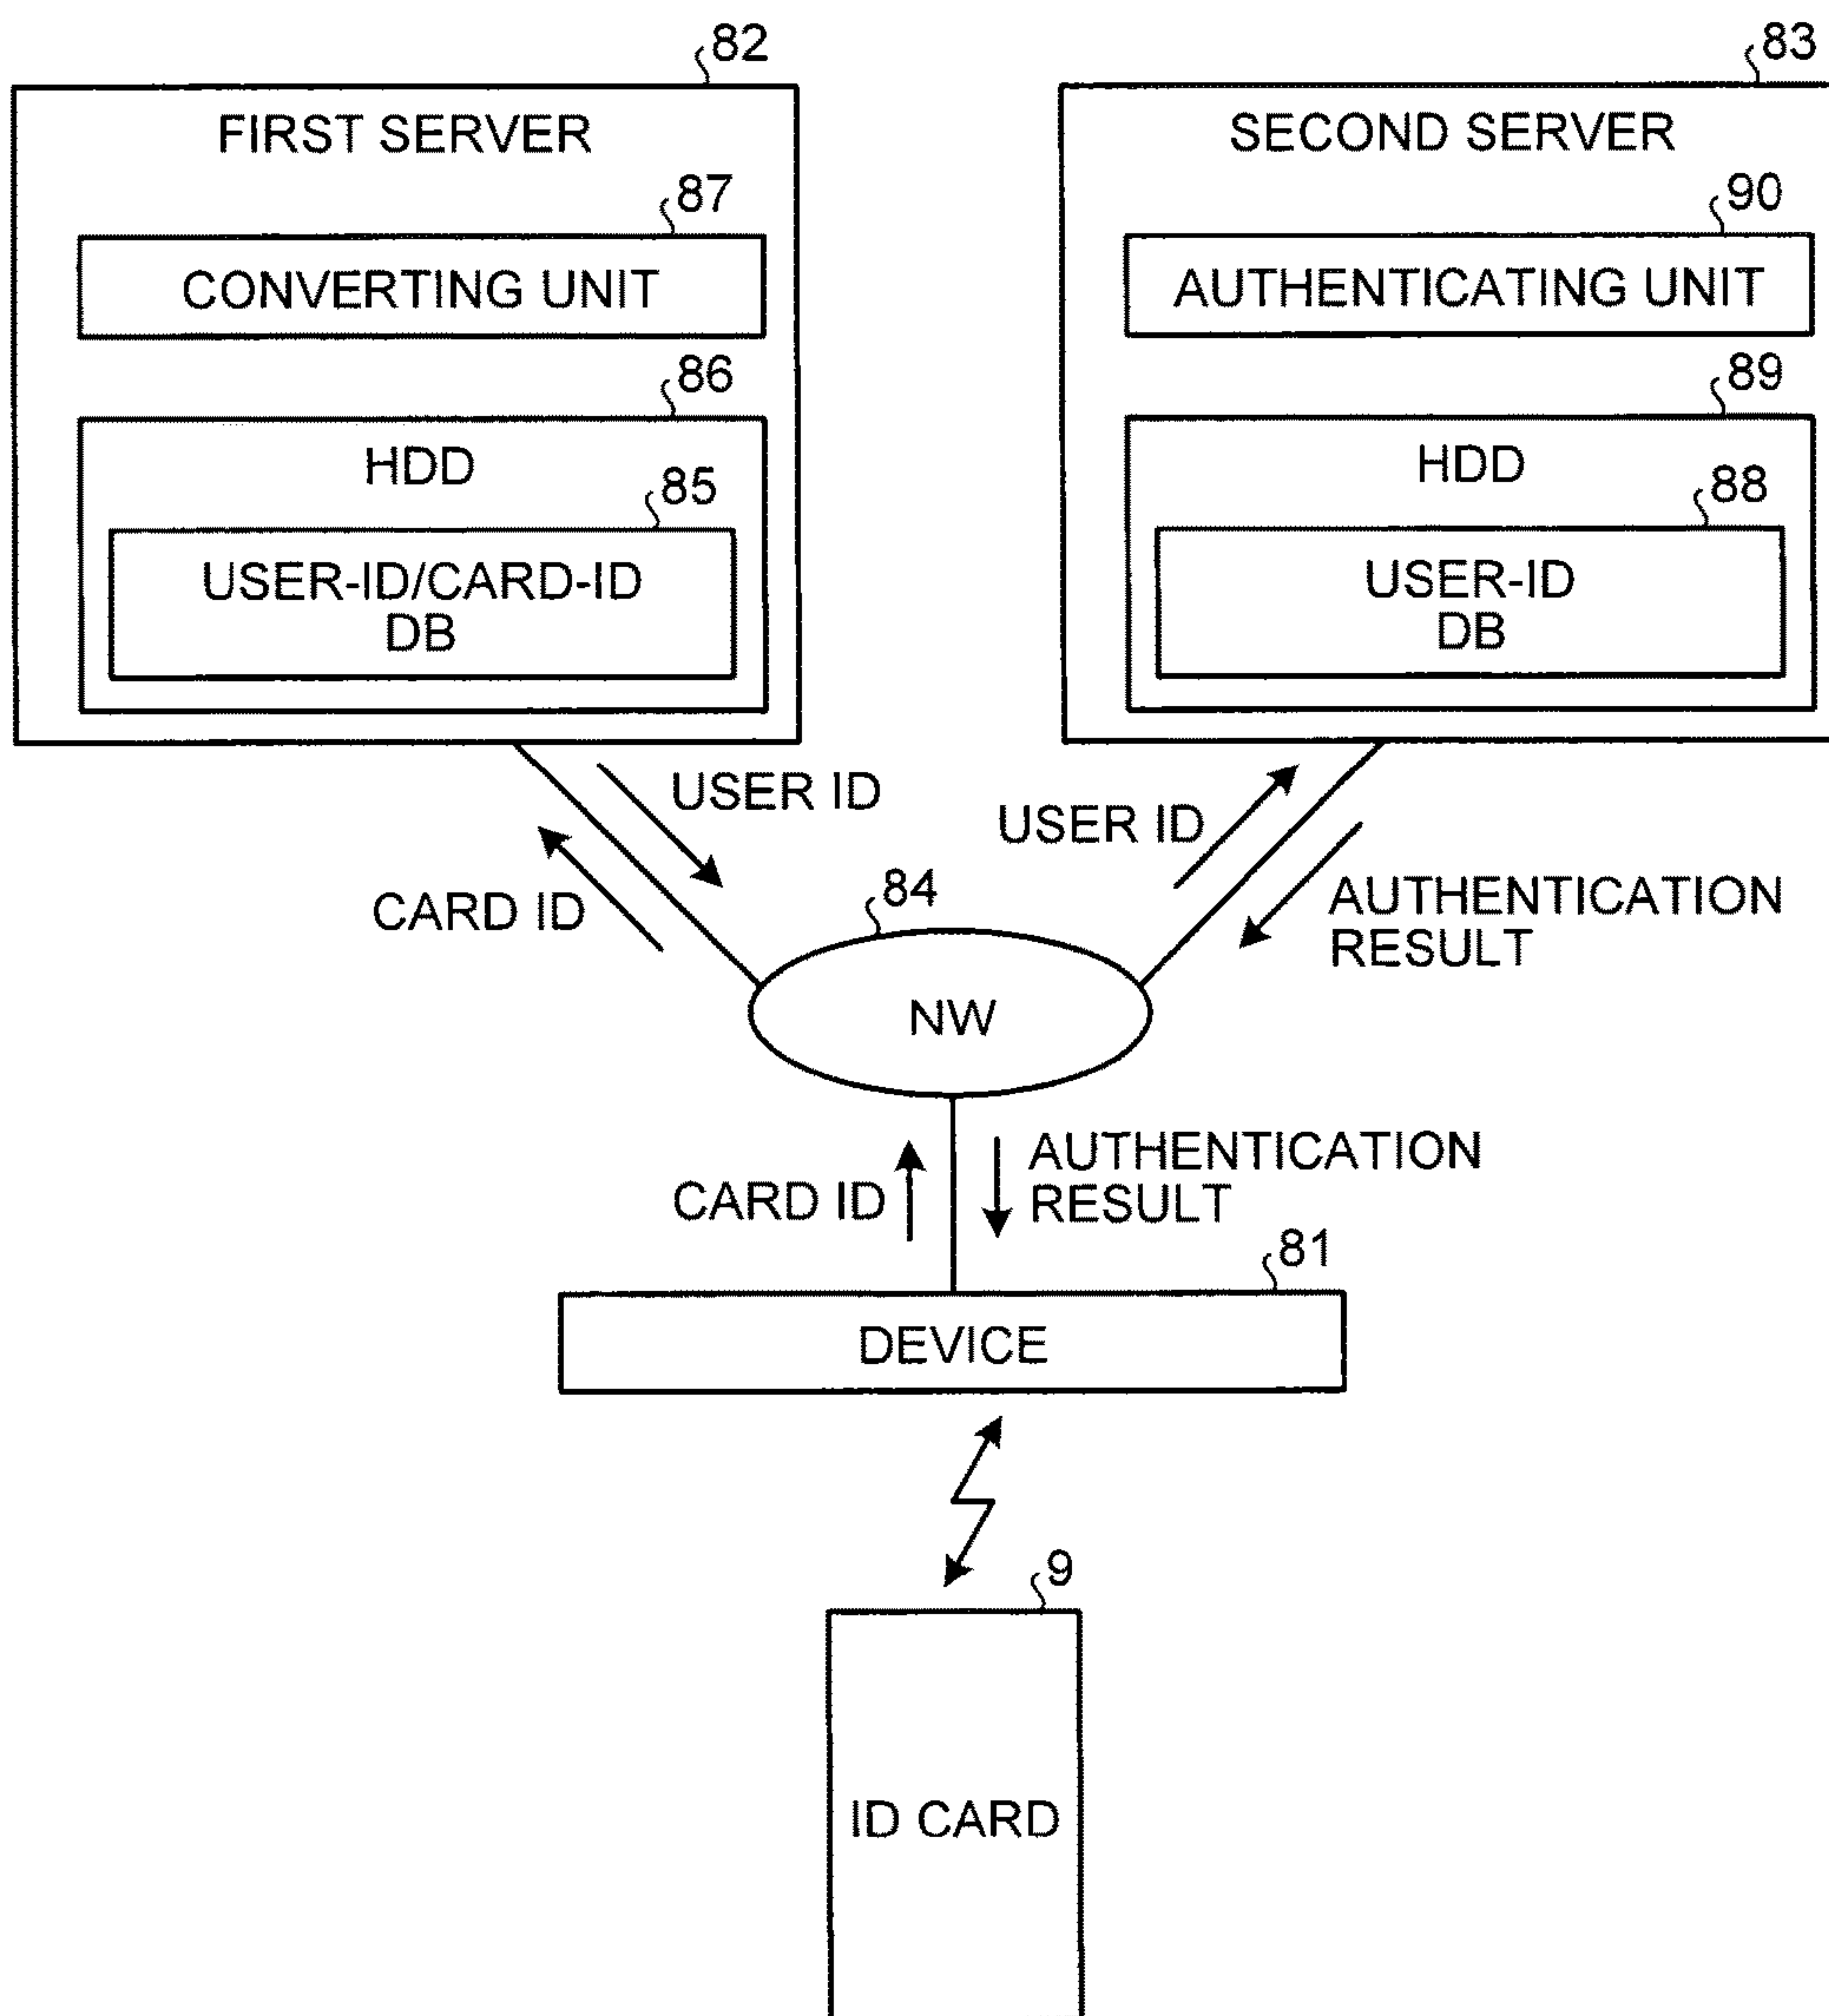 82
FIRST SERVER
87
CONVERTING UNIT
86
HDD
85
USER-ID/CARD-ID
DB
83
SECOND SERVER
90
AUTHENTICATING UNIT
89
HDD
88
USER-ID
DB
USER ID
CARD ID
USER ID
AUTHENTICATION
RESULT
84
NW
CARD ID
AUTHENTICATION
RESULT
81
DEVICE
9
ID CARD